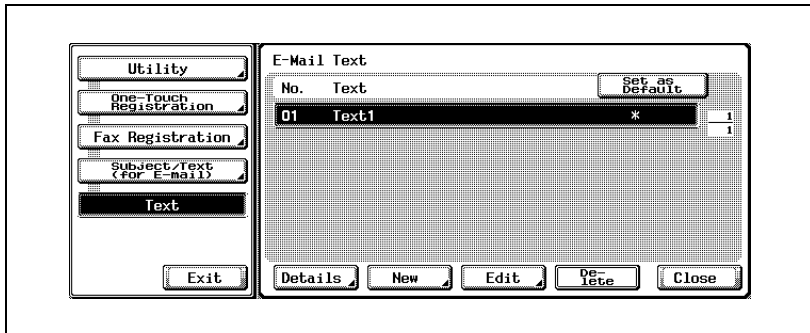 Utility
One-Touch
Registration
Fax Registration
Subject/Text
(for E-mail)
Text
Exit
E-Mail Text
No. Text Set as
Default
01 Text1 *
1
1
Details New Edit De-
lete Close